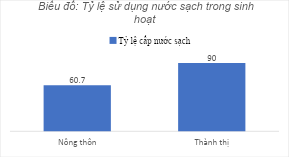 Biểu đồ: Tỷ lệ sử dụng nước sạch trong sinh
hoạt
Tỷ lệ cấp nước sạch
90
60.7
Nông thôn Thành thị